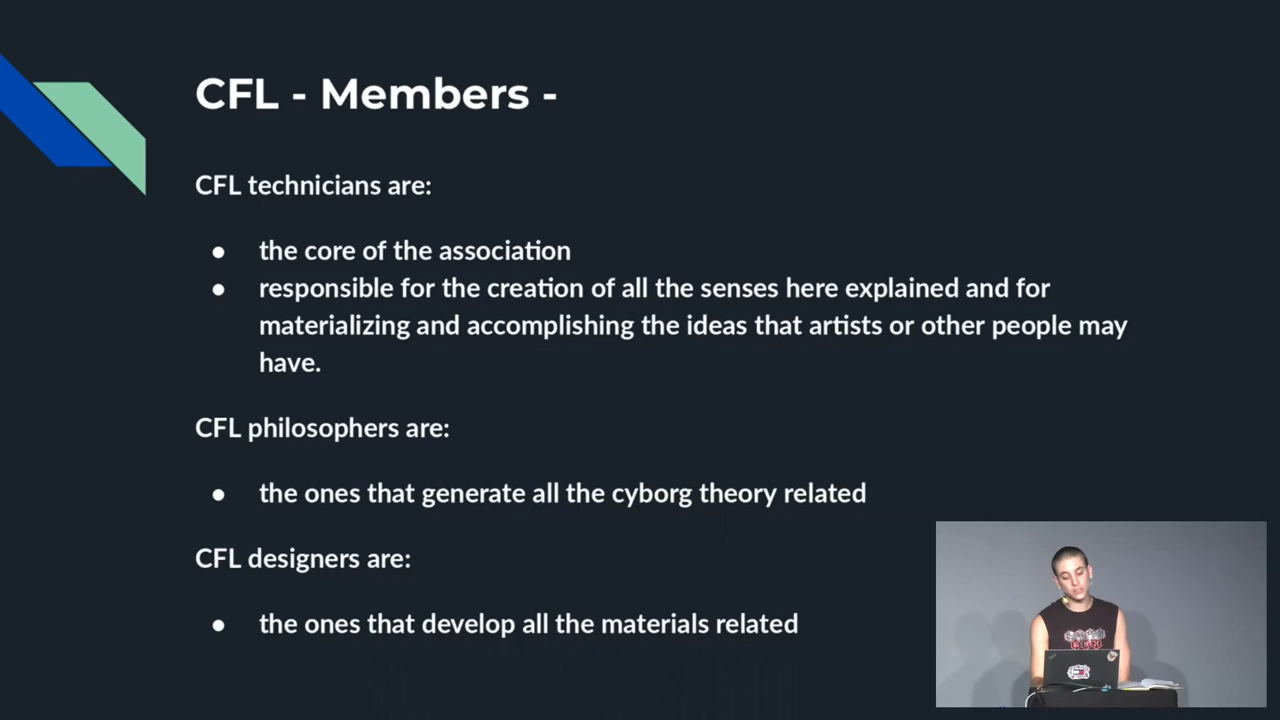 CFL - Members -
CFL technicians are:
● the core of the association
● responsible for the creation of all the senses here explained and for
materializing and accomplishing the ideas that artists or other people may
have.
CFL philosophers are:
● the ones that generate all the cyborg theory related
CFL designers are:
● the ones that develop all the materials related